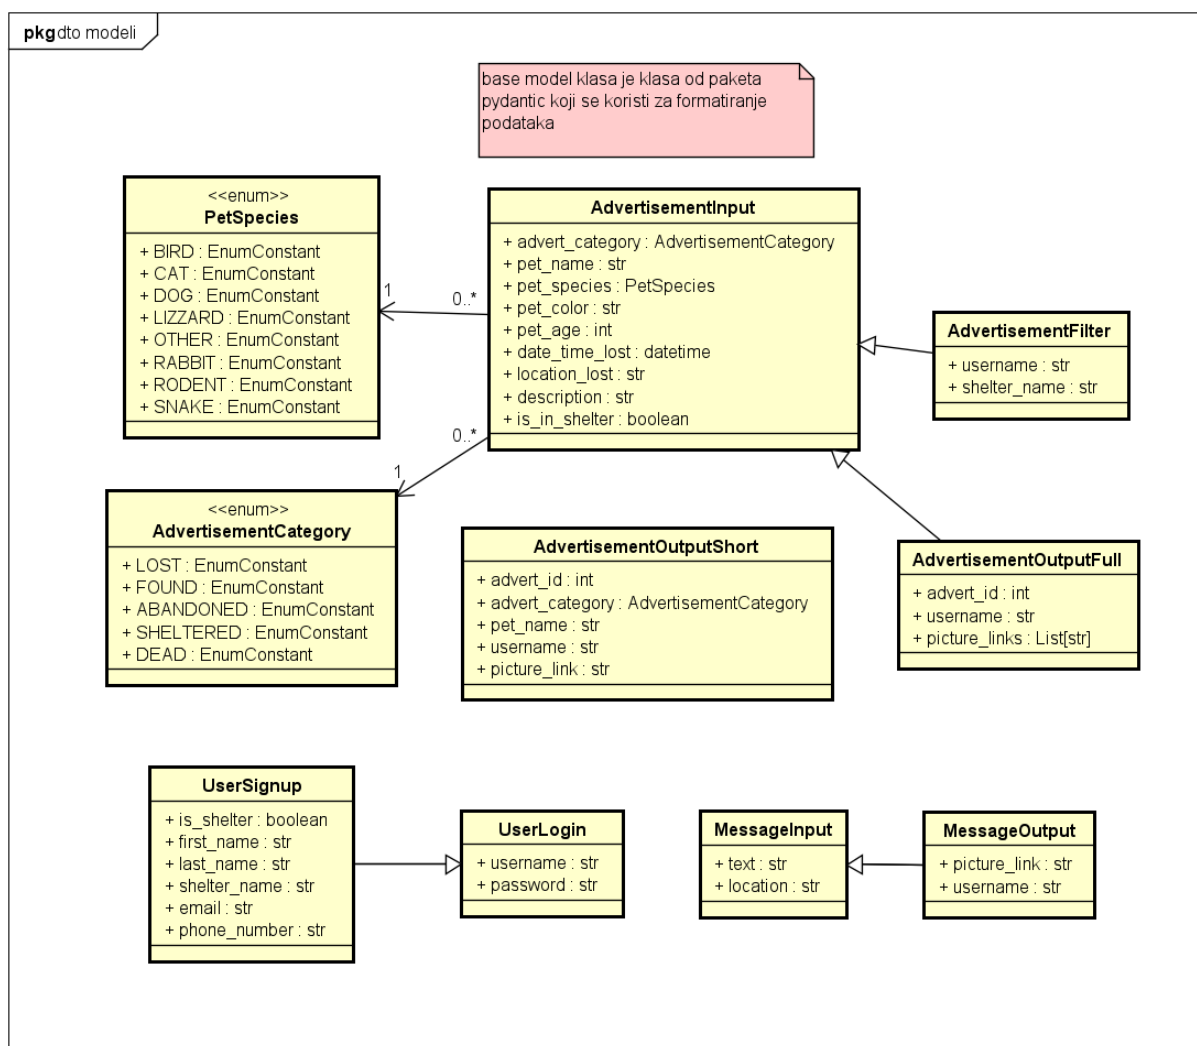 pkg dto modeli
base model klasa je klasa od paketa
pydantic koji se koristi za formatiranje
podataka
<<enum>>
PetSpecies
+ BIRD : EnumConstant
+ CAT : EnumConstant
+ DOG : EnumConstant
+ LIZZARD : EnumConstant
+ OTHER : EnumConstant
+ RABBIT : EnumConstant
+ RODENT : EnumConstant
+ SNAKE : EnumConstant
1
0..*
AdvertisementInput
+ advert_category : AdvertisementCategory
+ pet_name : str
+ pet_species : PetSpecies
+ pet_color : str
+ pet_age : int
+ date_time_lost : datetime
+ location_lost : str
+ description : str
+ is_in_shelter : boolean
AdvertisementFilter
+ username : str
+ shelter_name : str
0..*
1
<<enum>>
AdvertisementCategory
+ LOST : EnumConstant
+ FOUND : EnumConstant
+ ABANDONED : EnumConstant
+ SHELTERED : EnumConstant
+ DEAD : EnumConstant
AdvertisementOutputShort
+ advert_id : int
+ advert_category : AdvertisementCategory
+ pet_name : str
+ username : str
+ picture_link : str
AdvertisementOutputFull
+ advert_id : int
+ username : str
+ picture_links : List[str]
UserSignup
+ is_shelter : boolean
+ first_name : str
+ last_name : str
+ shelter_name : str
+ email : str
+ phone_number : str
UserLogin
+ username : str
+ password : str
MessageInput
+ text : str
+ location : str
MessageOutput
+ picture_link : str
+ username : str